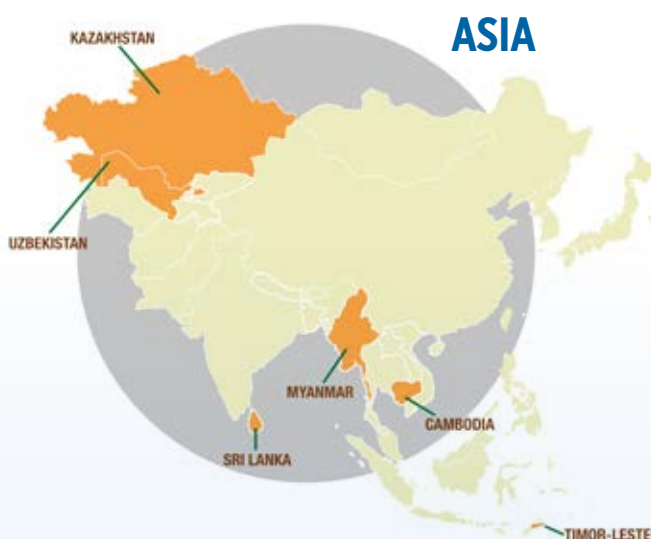 ASIA
KAZAKHSTAN
UZBEKISTAN
MYANMAR
CAMBODIA
SRI LANKA
TIMOR-LESTE